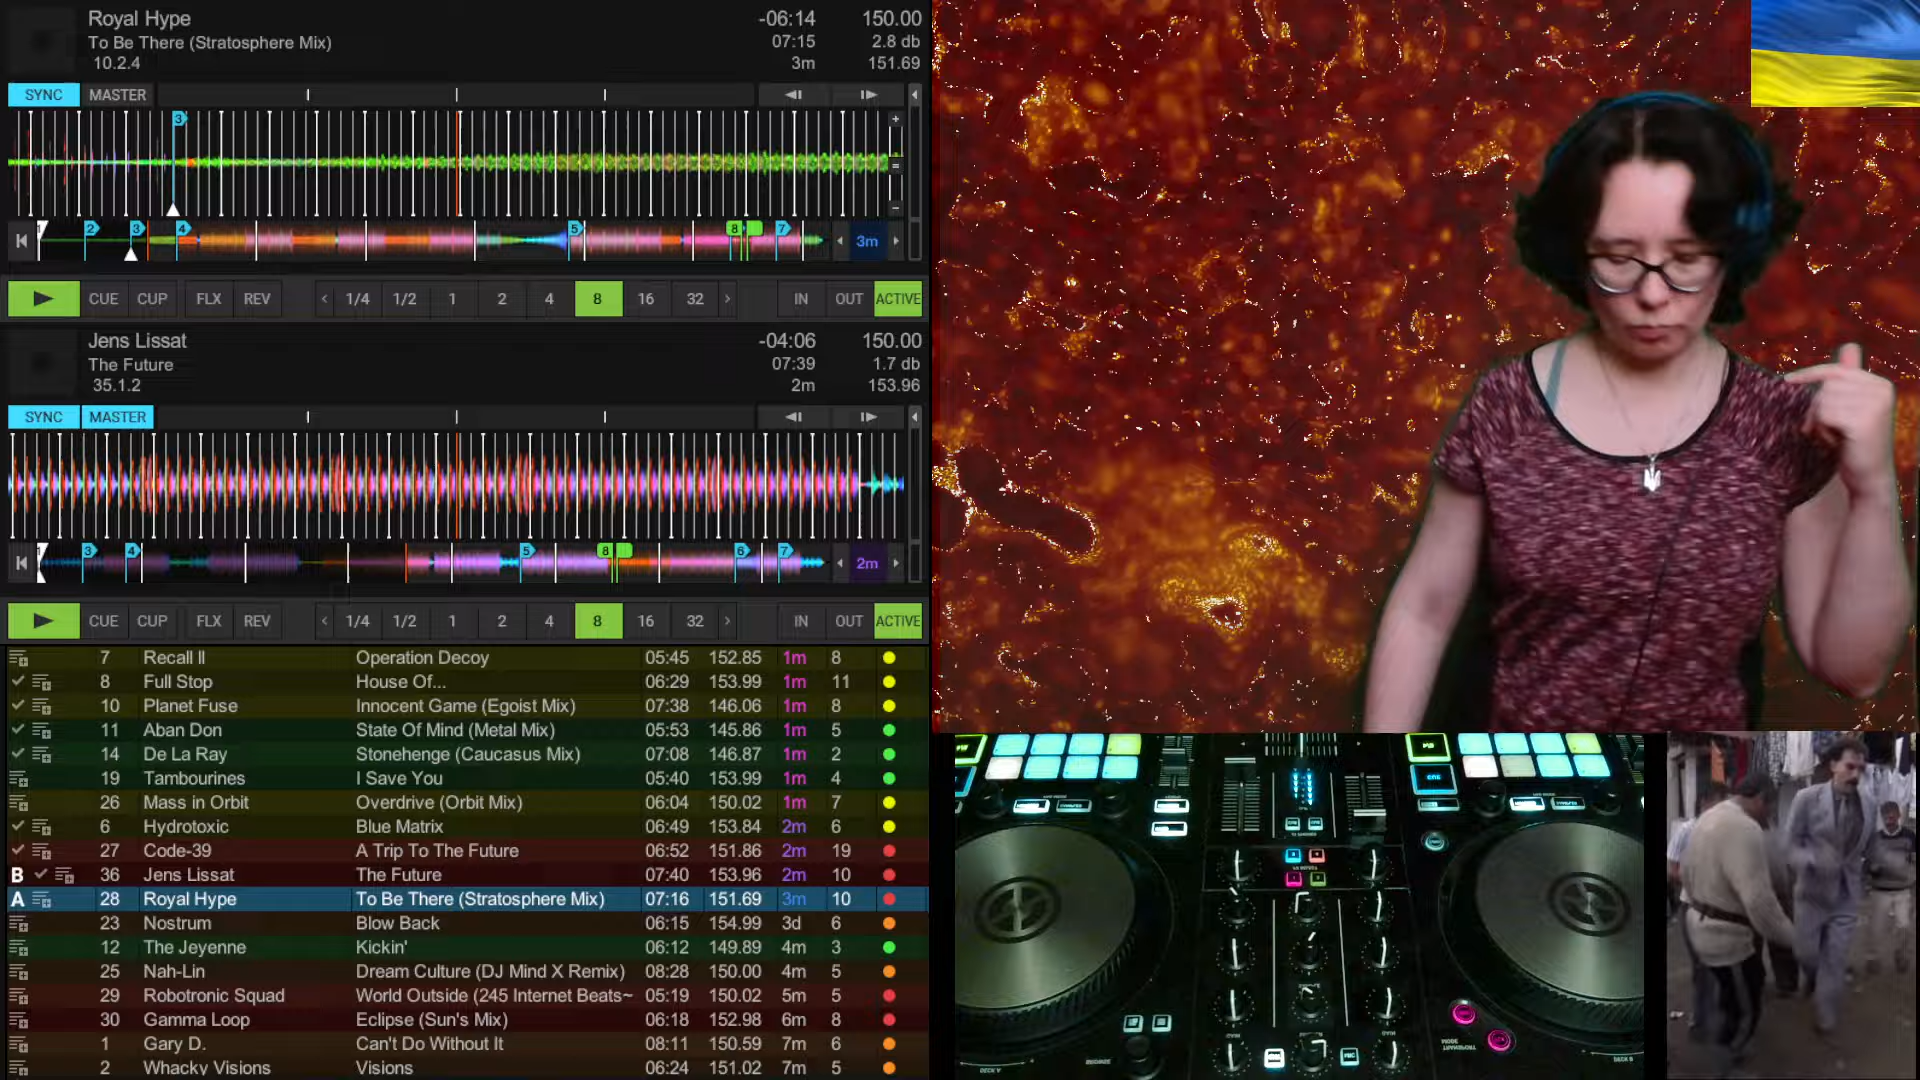 Royal Hype -06:14 150.00
To Be There (Stratosphere Mix) 07:15 2.8 db
10.2.4 3m 151.69
SYNC MASTER
3
2 3 4 5 8 7 3m
CUE CUP FLX REV 1/4 1/2 1 2 4 8 16 32 IN OUT ACTIVE
Jens Lissat -04:06 150.00
The Future 07:39 1.7 db
35.1.2 2m 153.96
SYNC MASTER
3 4 5 8 6 7 2m
CUE CUP FLX REV 1/4 1/2 1 2 4 8 16 32 IN OUT ACTIVE
7 Recall II Operation Decoy 05:45 152.85 1m 8
8 Full Stop House Of... 06:29 153.99 1m 11
10 Planet Fuse Innocent Game (Egoist Mix) 07:38 146.06 1m 8
11 Aban Don State Of Mind (Metal Mix) 05:53 145.86 1m 5
14 De La Ray Stonehenge (Caucasus Mix) 07:08 146.87 1m 2
19 Tambourines I Save You 05:40 153.99 1m 4
26 Mass in Orbit Overdrive (Orbit Mix) 06:04 150.02 1m 7
6 Hydrotoxic Blue Matrix 06:49 153.84 2m 6
27 Code-39 A Trip To The Future 06:52 151.86 2m 19
B 36 Jens Lissat The Future 07:40 153.96 2m 10
A 28 Royal Hype To Be There (Stratosphere Mix) 07:16 151.69 3m 10
23 Nostrum Blow Back 06:15 154.99 3d 6
12 The Jeyenne Kickin' 06:12 149.89 4m 3
25 Nah-Lin Dream Culture (DJ Mind X Remix) 08:28 150.00 4m 5
29 Robotronic Squad World Outside (245 Internet Beats~ 05:19 150.02 5m 5
30 Gamma Loop Eclipse (Sun's Mix) 06:18 152.98 6m 8
1 Gary D. Can't Do Without It 08:11 150.59 7m 6
2 Whacky Visions Visions 06:24 151.02 7m 5